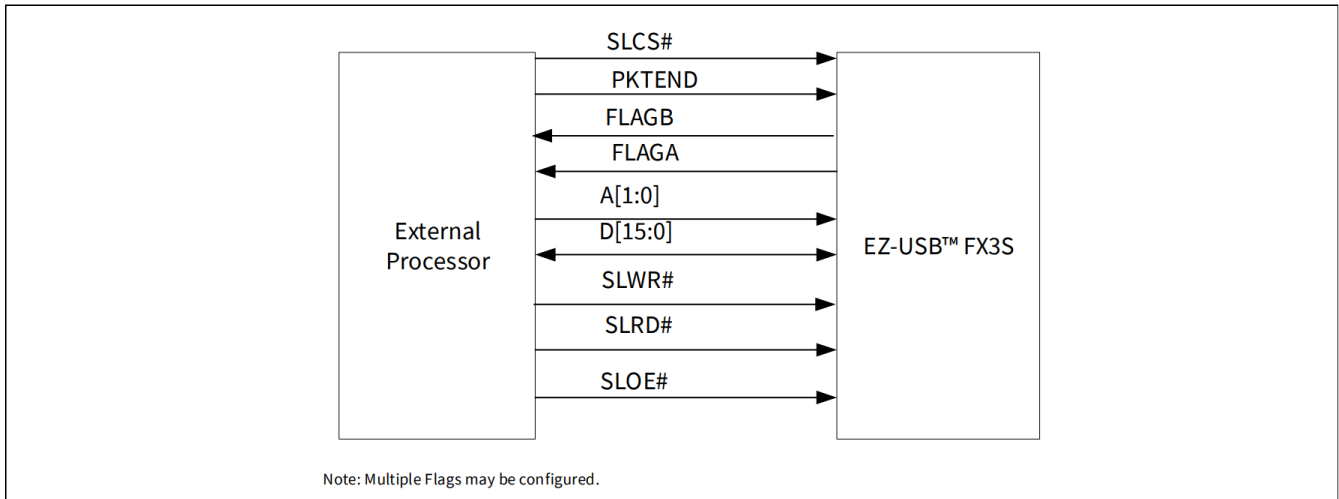 SLCS#
PKTEND
FLAGB
FLAGA
A[1:0]
D[15:0]
External
Processor
EZ-USB™ FX3S
SLWR#
SLRD#
SLOE#
Note: Multiple Flags may be configured.